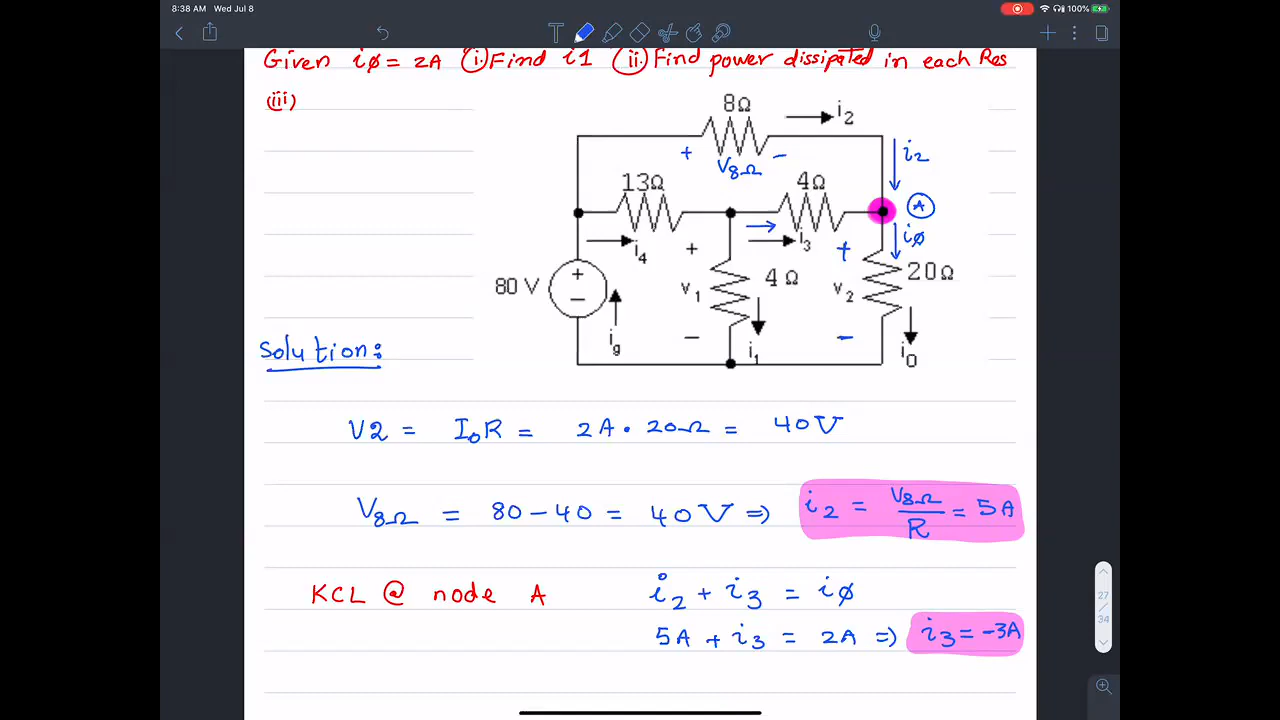 8:38 AM Wed Jul 8
100%
Given iø = 2A (i.) Find i1 (ii.) Find power dissipated in each Res
(iii)
8Ω
i2
+ V8Ω −
i2
13Ω
4Ω
A
i4
i3
iø
+
+
80 V
+
−
v1
4 Ω
v2
20Ω
ig
−
i1
−
i0
Solution:
V2 = I0R = 2A · 20Ω = 40V
V8Ω = 80 − 40 = 40V ⇒ i2 = V8Ω/R = 5A
KCL @ node A i2 + i3 = iø
5A + i3 = 2A ⇒ i3 = −3A
27
/
34